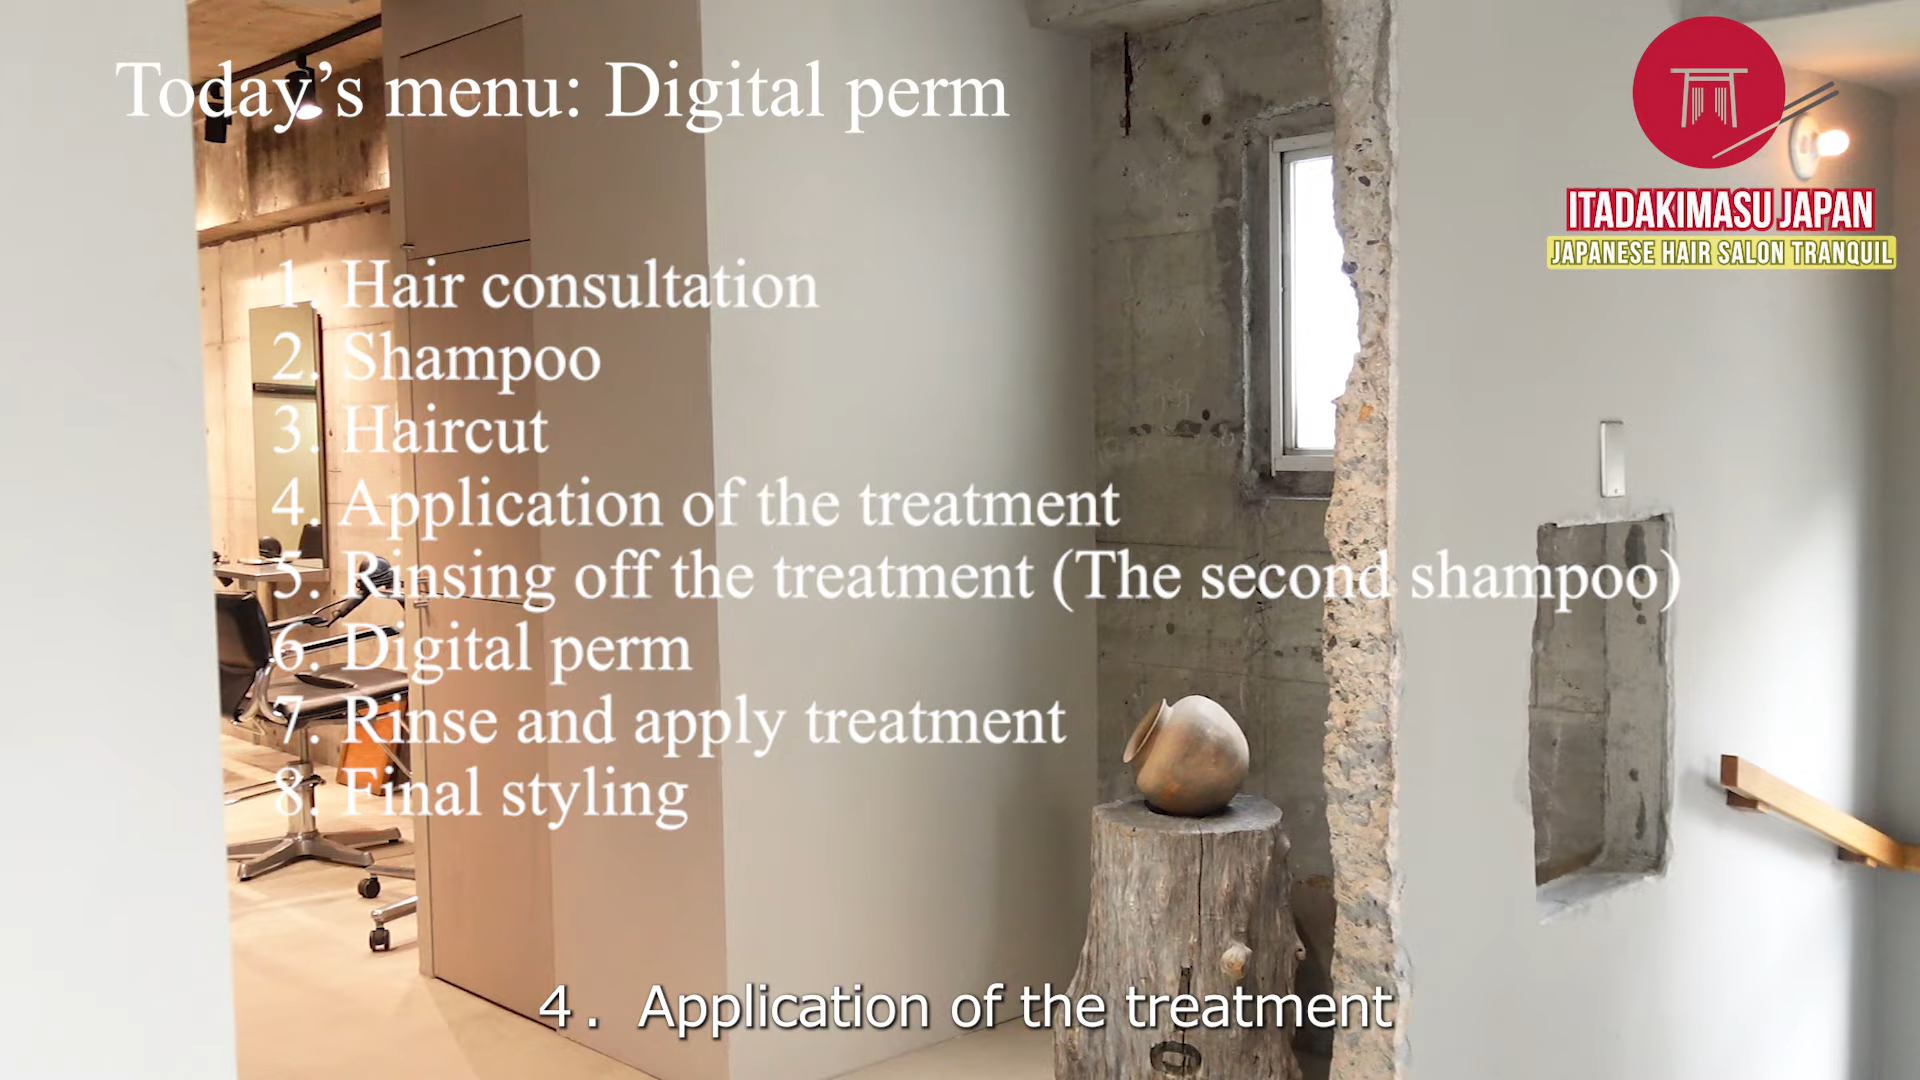 Today’s menu: Digital perm
ITADAKIMASU JAPAN
JAPANESE HAIR SALON TRANQUIL
1. Hair consultation
2. Shampoo
3. Haircut
4. Application of the treatment
5. Rinsing off the treatment (The second shampoo)
6. Digital perm
7. Rinse and apply treatment
8. Final styling
４． Application of the treatment